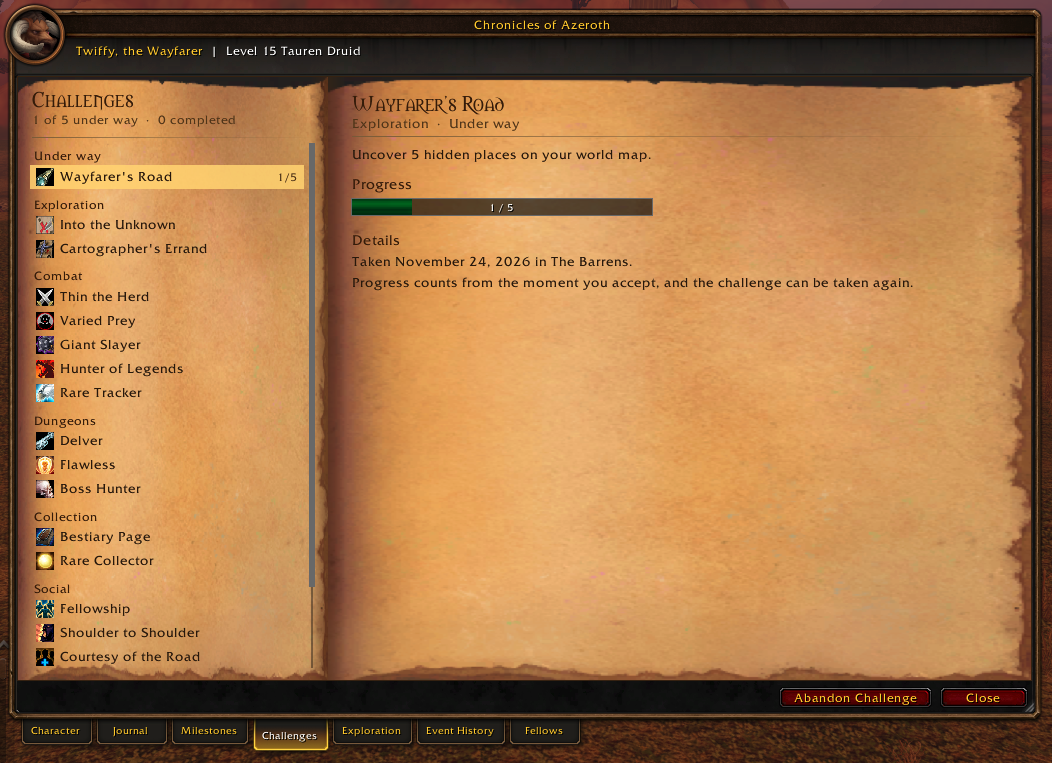 Chronicles of Azeroth
Twiffy, the Wayfarer | Level 15 Tauren Druid
Challenges
1 of 5 under way · 0 completed
Under way
Wayfarer's Road 1/5
Exploration
Into the Unknown
Cartographer's Errand
Combat
Thin the Herd
Varied Prey
Giant Slayer
Hunter of Legends
Rare Tracker
Dungeons
Delver
Flawless
Boss Hunter
Collection
Bestiary Page
Rare Collector
Social
Fellowship
Shoulder to Shoulder
Courtesy of the Road
Wayfarer's Road
Exploration · Under way
Uncover 5 hidden places on your world map.
Progress
1 / 5
Details
Taken November 24, 2026 in The Barrens.
Progress counts from the moment you accept, and the challenge can be taken again.
Abandon Challenge Close
Character Journal Milestones Challenges Exploration Event History Fellows